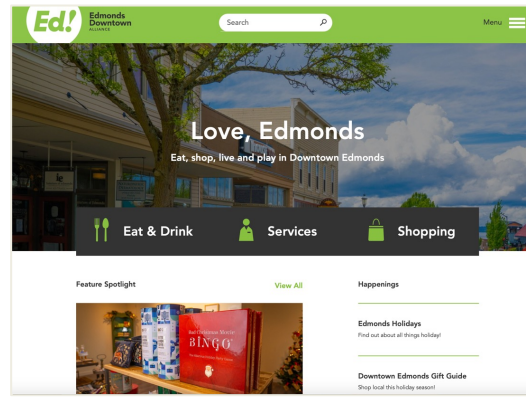 Ed!
Edmonds
Downtown
ALLIANCE
Search
Menu
Love, Edmonds
Eat, shop, live and play in Downtown Edmonds
Eat & Drink
Services
Shopping
Feature Spotlight
View All
BINGO
Happenings
Edmonds Holidays
Find out about all things holiday!
Downtown Edmonds Gift Guide
Shop local this holiday season!